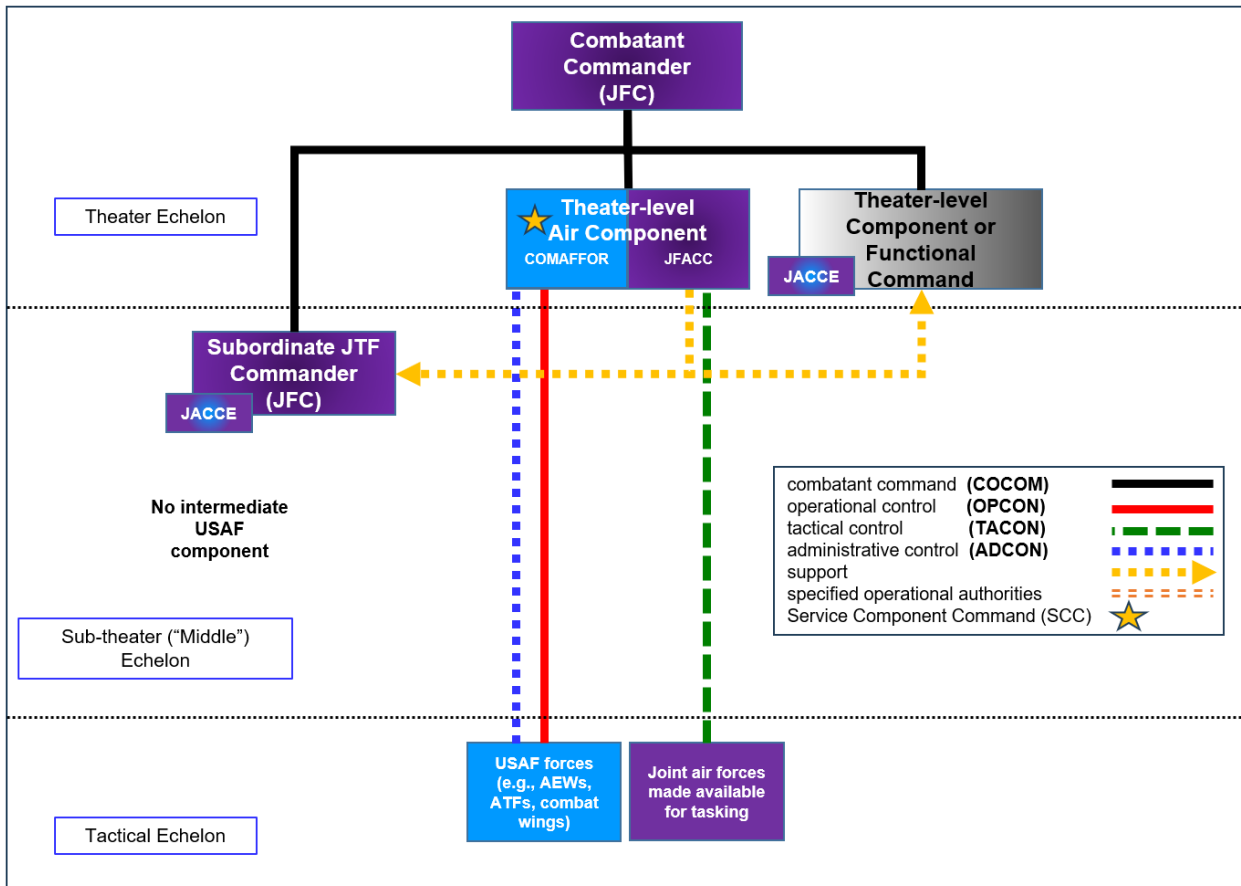 Combatant
Commander
(JFC)
Theater Echelon
Theater-level
Air Component
COMAFFOR
JFACC
Theater-level
Component or
Functional
Command
JACCE
Subordinate JTF
Commander
(JFC)
JACCE
No intermediate
USAF
component
combatant command (COCOM)
operational control (OPCON)
tactical control (TACON)
administrative control (ADCON)
support
specified operational authorities
Service Component Command (SCC)
Sub-theater (“Middle”)
Echelon
USAF forces
(e.g., AEWs,
ATFs, combat
wings)
Joint air forces
made available
for tasking
Tactical Echelon